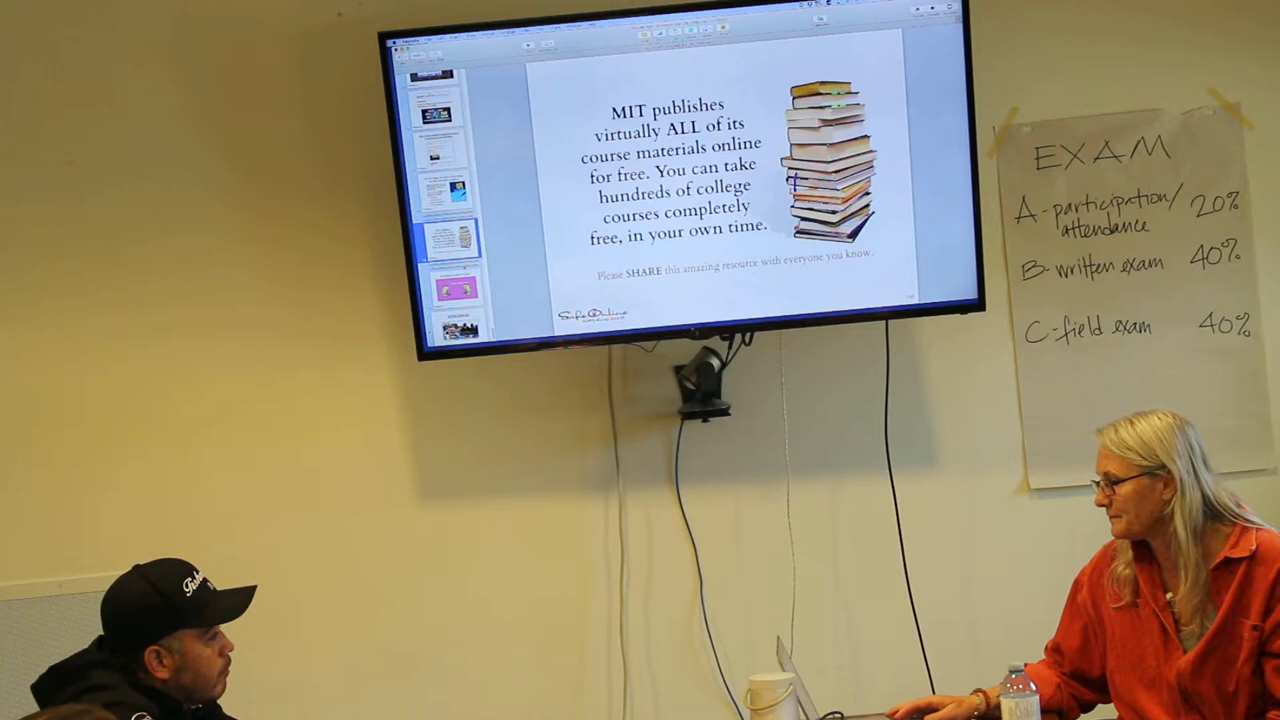 MIT publishes
virtually ALL of its
course materials online
for free. You can take
hundreds of college
courses completely
free, in your own time.
Please SHARE this amazing resource with everyone you know.
EXAM
A-participation/ 20%
attendance
B-written exam 40%
C-field exam 40%